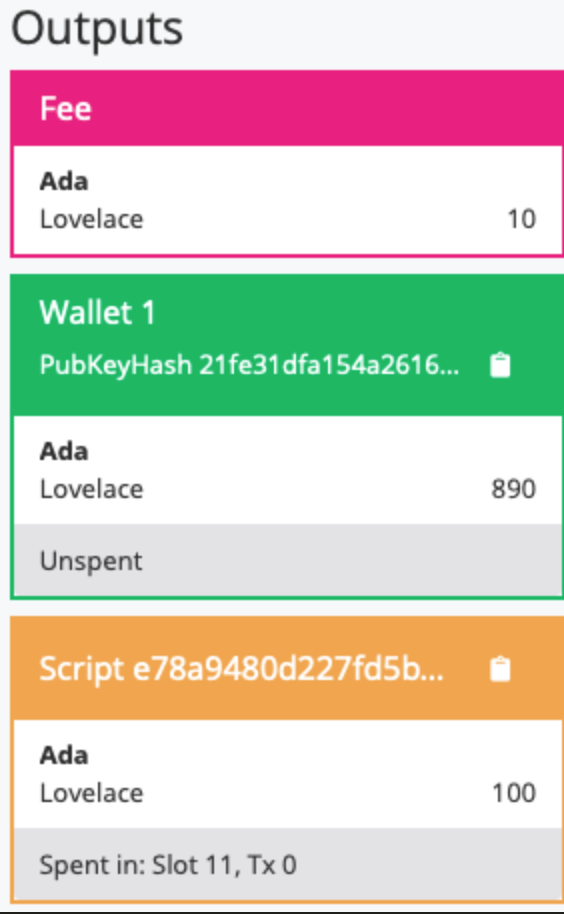 Outputs
Fee
Ada
Lovelace 10
Wallet 1
PubKeyHash 21fe31dfa154a2616...
Ada
Lovelace 890
Unspent
Script e78a9480d227fd5b...
Ada
Lovelace 100
Spent in: Slot 11, Tx 0